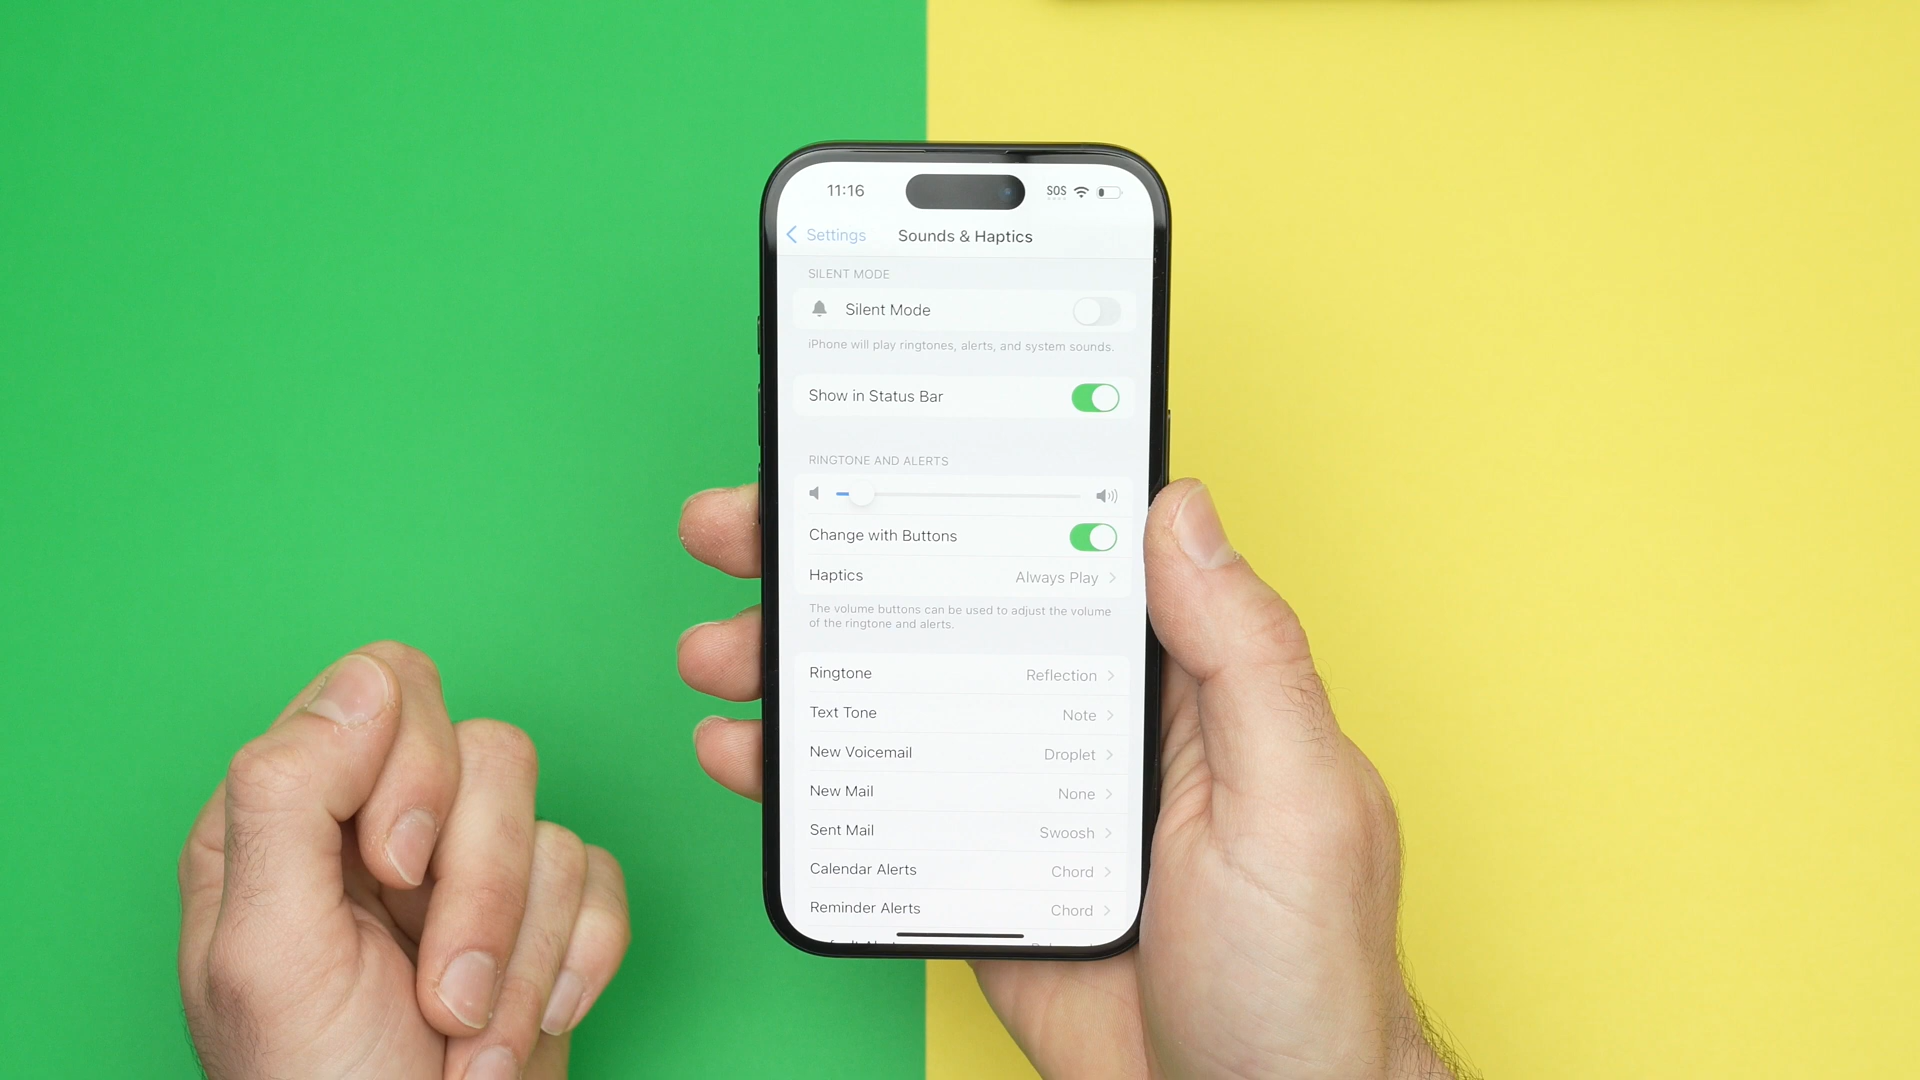 11:16 SOS
Settings Sounds & Haptics
SILENT MODE
Silent Mode
iPhone will play ringtones, alerts, and system sounds.
Show in Status Bar
RINGTONE AND ALERTS
Change with Buttons
Haptics Always Play
The volume buttons can be used to adjust the volume
of the ringtone and alerts.
Ringtone Reflection
Text Tone Note
New Voicemail Droplet
New Mail None
Sent Mail Swoosh
Calendar Alerts Chord
Reminder Alerts Chord